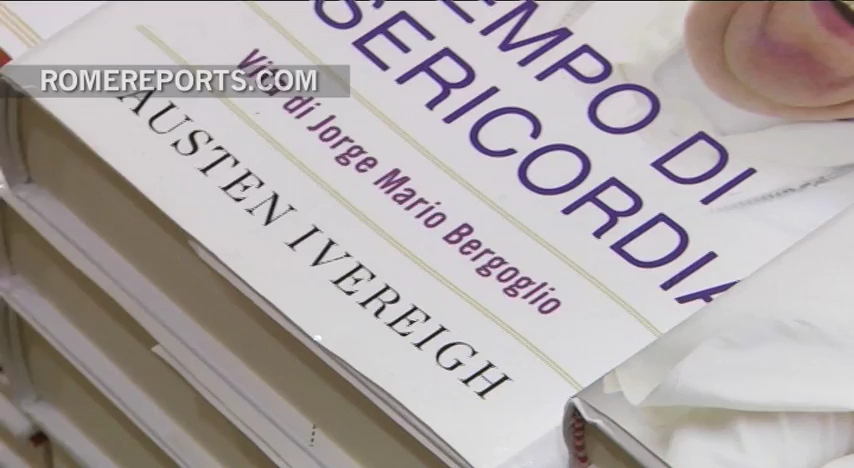 ROMEREPORTS.COM
EMPO DI
SERICORDIA
Vita di Jorge Mario Bergoglio
AUSTEN IVEREIGH